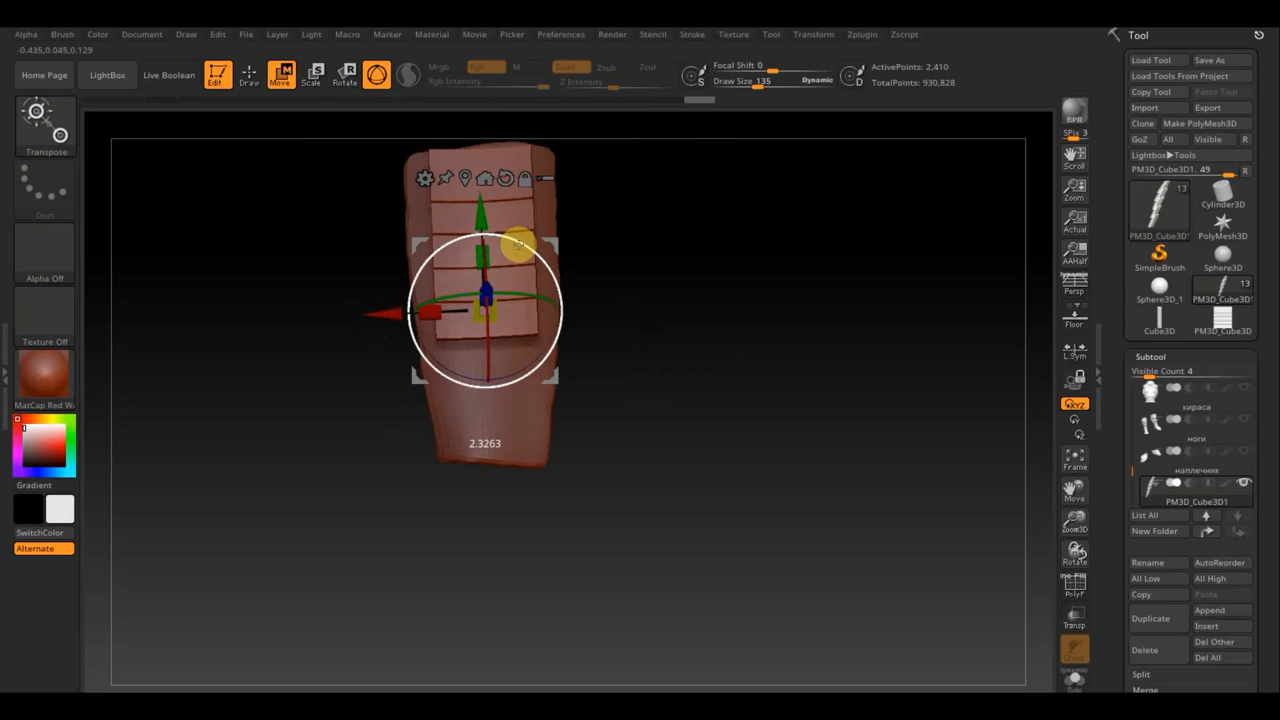 Alpha Brush Color Document Draw Edit File Layer Light Macro Marker Material Movie Picker Preferences Render Stencil Stroke Texture Tool Transform Zplugin Zscript
-0.435,0.045,0.129
Home Page LightBox Live Boolean Edit Draw Move Scale Rotate
Mrgb Rgb M Zadd Zsub Zcut
Rgb Intensity Z Intensity
S Focal Shift 0
Draw Size 135 Dynamic
D ActivePoints: 2,410
TotalPoints: 930,828
Transpose
Dots
Alpha Off
Texture Off
MatCap Red Wa
Gradient
SwitchColor
Alternate
2.3263
BPR
SPix 3
Scroll
Zoom
Actual
AAHalf
Dynamic
Persp
Floor
L.Sym
XYZ
Frame
Move
Zoom3D
Rotate
Line Fill
PolyF
Transp
Dynamic
Solo
Tool
Load Tool Save As
Load Tools From Project
Copy Tool Paste Tool
Import Export
Clone Make PolyMesh3D
GoZ All Visible R
Lightbox▶Tools
PM3D_Cube3D1. 49 R
13
Cylinder3D
PM3D_Cube3D1 PolyMesh3D
SimpleBrush Sphere3D
13
Sphere3D_1 PM3D_Cube3D1
Cube3D PM3D_Cube3D
Subtool
Visible Count 4
кираса
ноги
наплечник
PM3D_Cube3D1
List All
New Folder
Rename AutoReorder
All Low All High
Copy Paste
Duplicate Append
Insert
Delete Del Other
Del All
Split
Merge